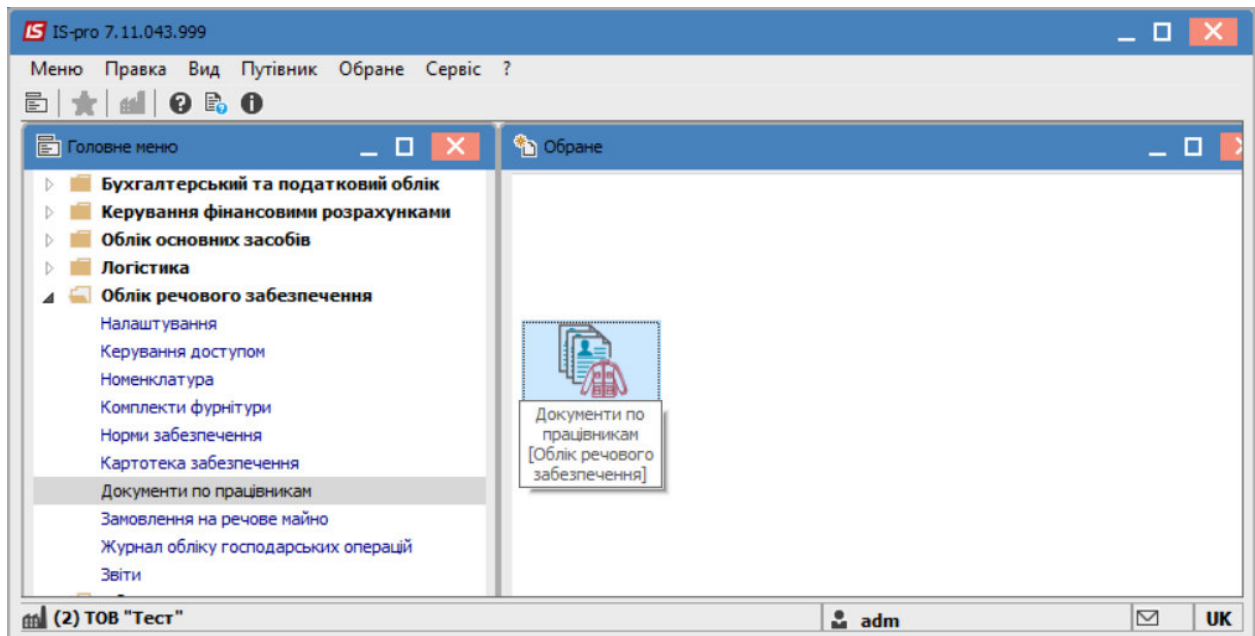 IS-pro 7.11.043.999
Меню Правка Вид Путівник Обране Сервіс ?
Головне меню
Обране
Бухгалтерський та податковий облік
Керування фінансовими розрахунками
Облік основних засобів
Логістика
Облік речового забезпечення
Налаштування
Керування доступом
Номенклатура
Комплекти фурнітури
Норми забезпечення
Картотека забезпечення
Документи по працівникам
Замовлення на речове майно
Журнал обліку господарських операцій
Звіти
Документи по
працівникам
[Облік речового
забезпечення]
(2) ТОВ "Тест"
adm
UK